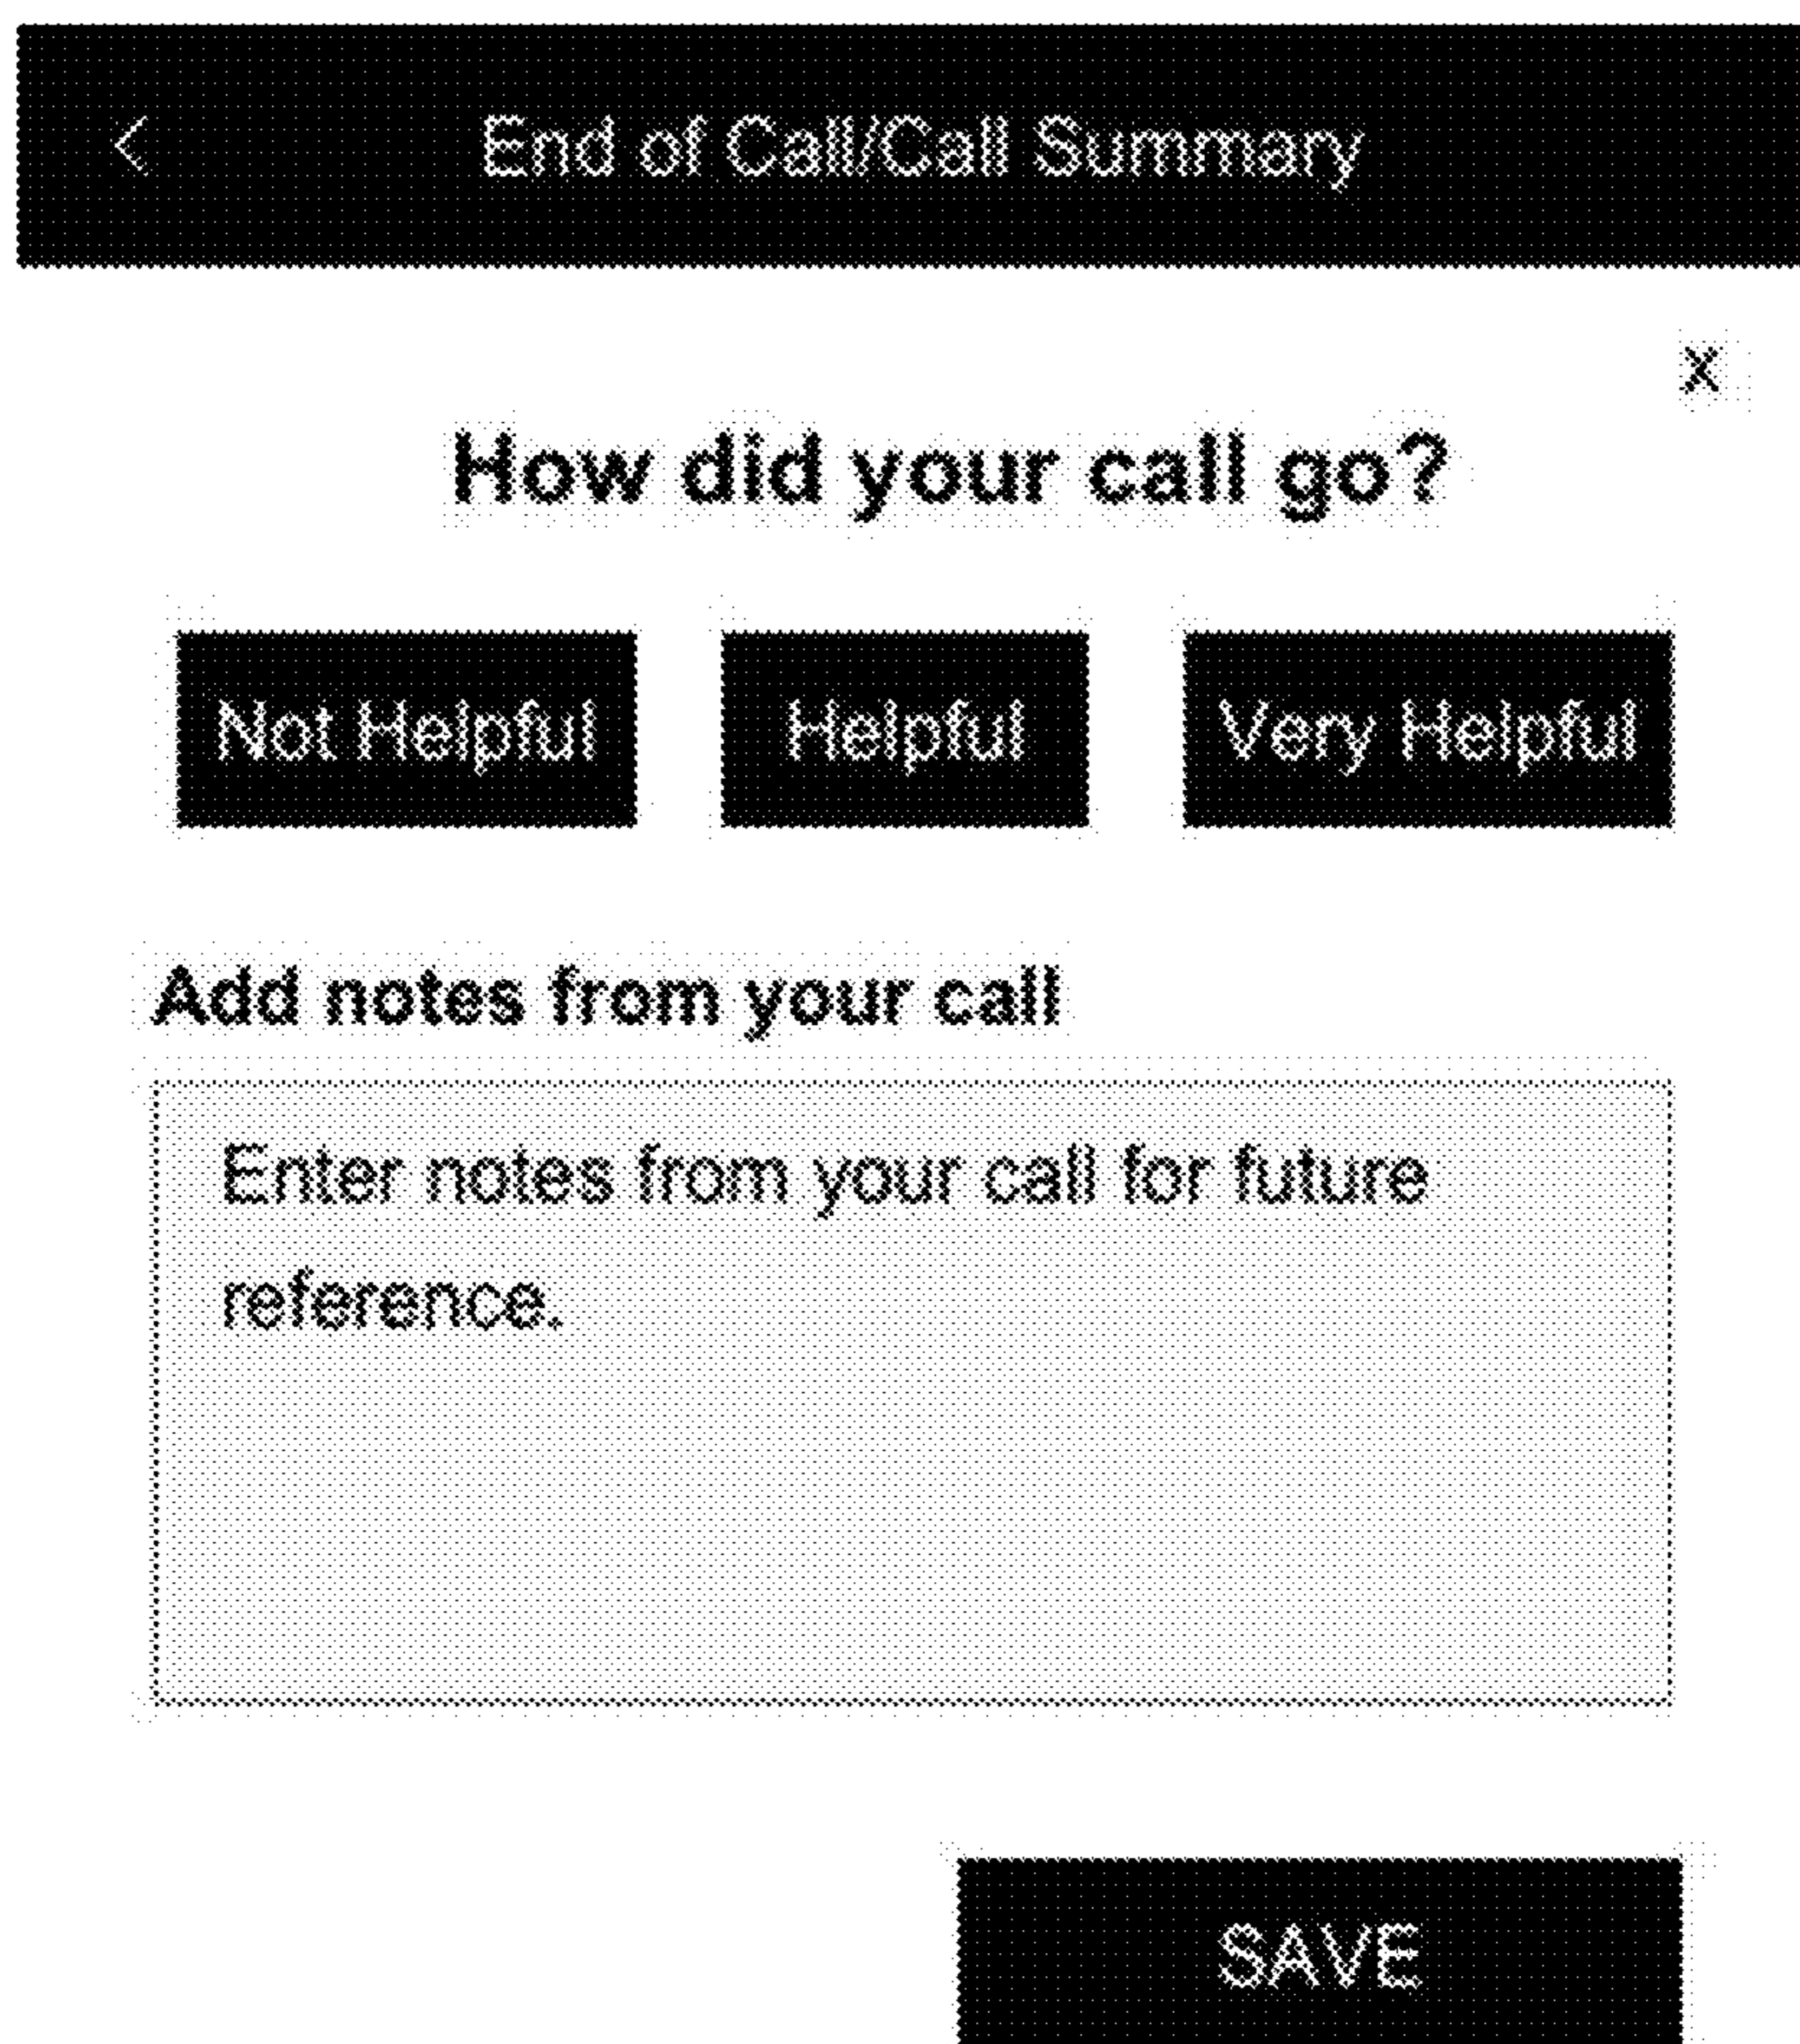 < End of Call/Call Summary
x
How did your call go?
Not Helpful Helpful Very Helpful
Add notes from your call
Enter notes from your call for future
reference.
SAVE